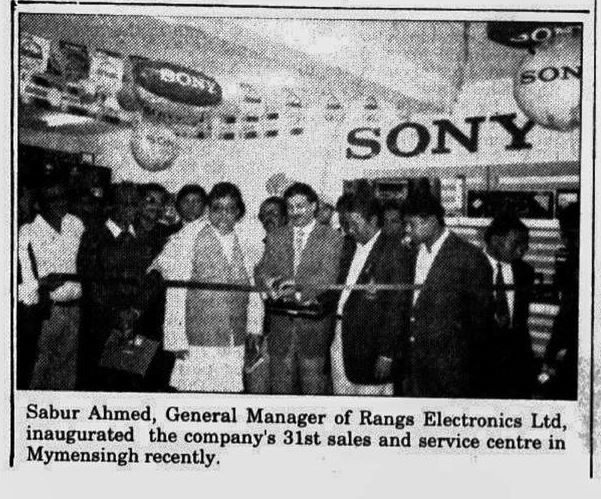 SONY
SONY
SON
SONY
Sabur Ahmed, General Manager of Rangs Electronics Ltd,
inaugurated the company's 31st sales and service centre in
Mymensingh recently.